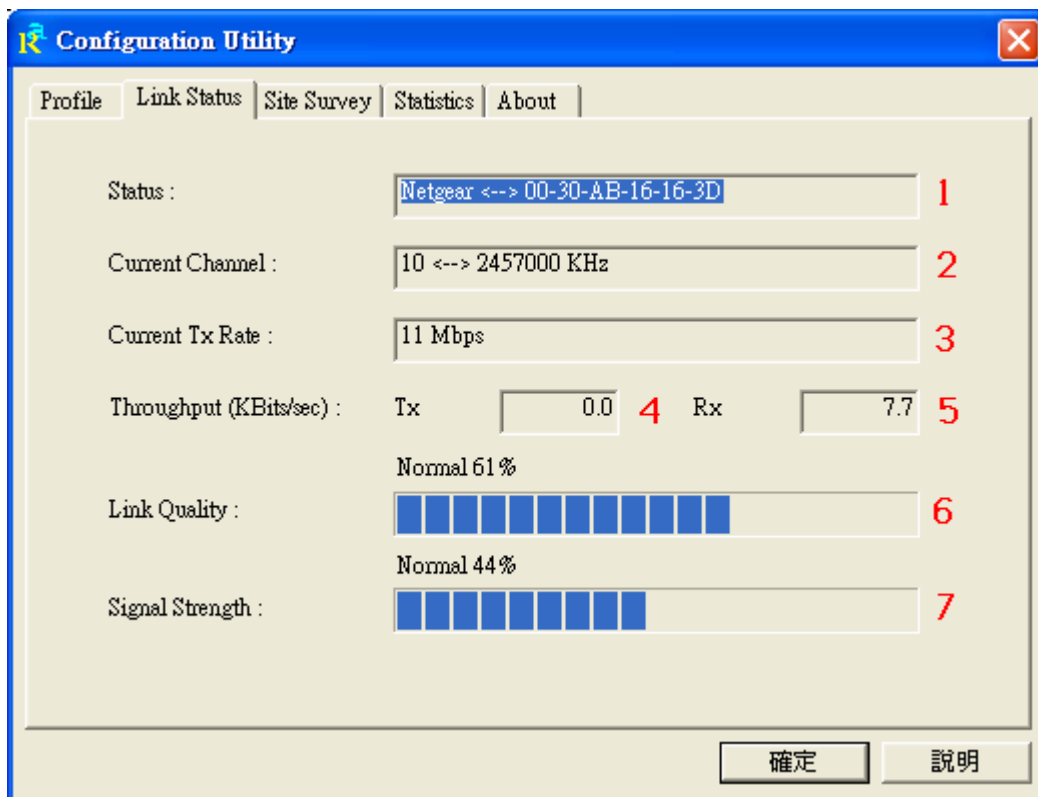 Configuration Utility
Profile Link Status Site Survey Statistics About
Status : Netgear <--> 00-30-AB-16-16-3D 1
Current Channel : 10 <--> 2457000 KHz 2
Current Tx Rate : 11 Mbps 3
Throughput (KBits/sec) : Tx 0.0 4 Rx 7.7 5
Normal 61%
Link Quality : 6
Normal 44%
Signal Strength : 7
確定 說明